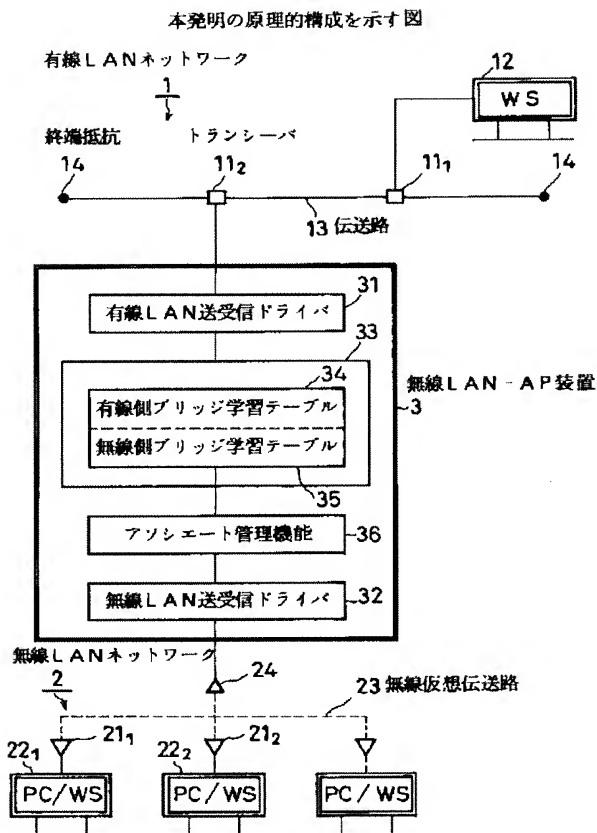 本発明の原理的構成を示す図
有線LANネットワーク
1
12
WS
終端抵抗
トランシーバ
14
11₂
11₁
14
13 伝送路
31
有線LAN送受信ドライバ
33
34
有線側ブリッジ学習テーブル
無線側ブリッジ学習テーブル
35
無線LAN-AP装置
3
アソシエート管理機能
36
無線LAN送受信ドライバ
32
無線LANネットワーク
24
2
23 無線仮想伝送路
21₁
21₂
22₁
22₂
PC/WS
PC/WS
PC/WS